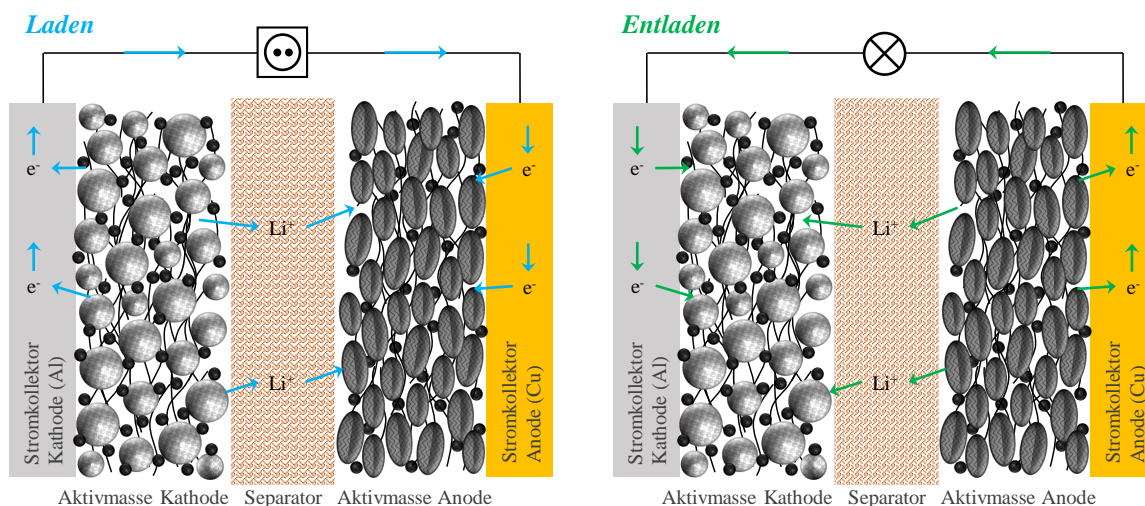 Laden
e-
e-
Li+
Li+
e-
e-
Stromkollektor
Kathode (Al)
Stromkollektor
Anode (Cu)
Aktivmasse Kathode
Separator
Aktivmasse Anode
Entladen
e-
e-
Li+
Li+
e-
e-
Stromkollektor
Kathode (Al)
Stromkollektor
Anode (Cu)
Aktivmasse Kathode
Separator
Aktivmasse Anode